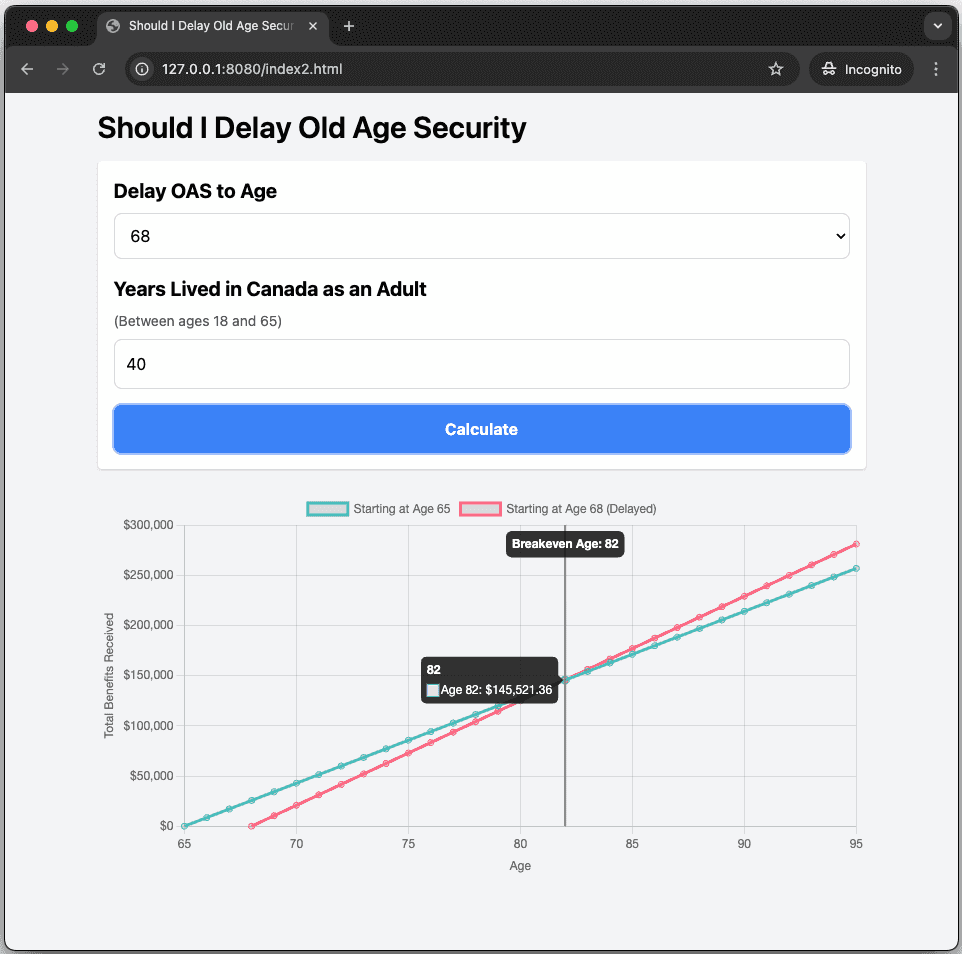 Should I Delay Old Age Secur
127.0.0.1:8080/index2.html
Incognito
Should I Delay Old Age Security
Delay OAS to Age
68
Years Lived in Canada as an Adult
(Between ages 18 and 65)
40
Calculate
Starting at Age 65 Starting at Age 68 (Delayed)
$300,000
Breakeven Age: 82
$250,000
$200,000
Total Benefits Received
82
$150,000
Age 82: $145,521.36
$100,000
$50,000
$0
65 70 75 80 85 90 95
Age